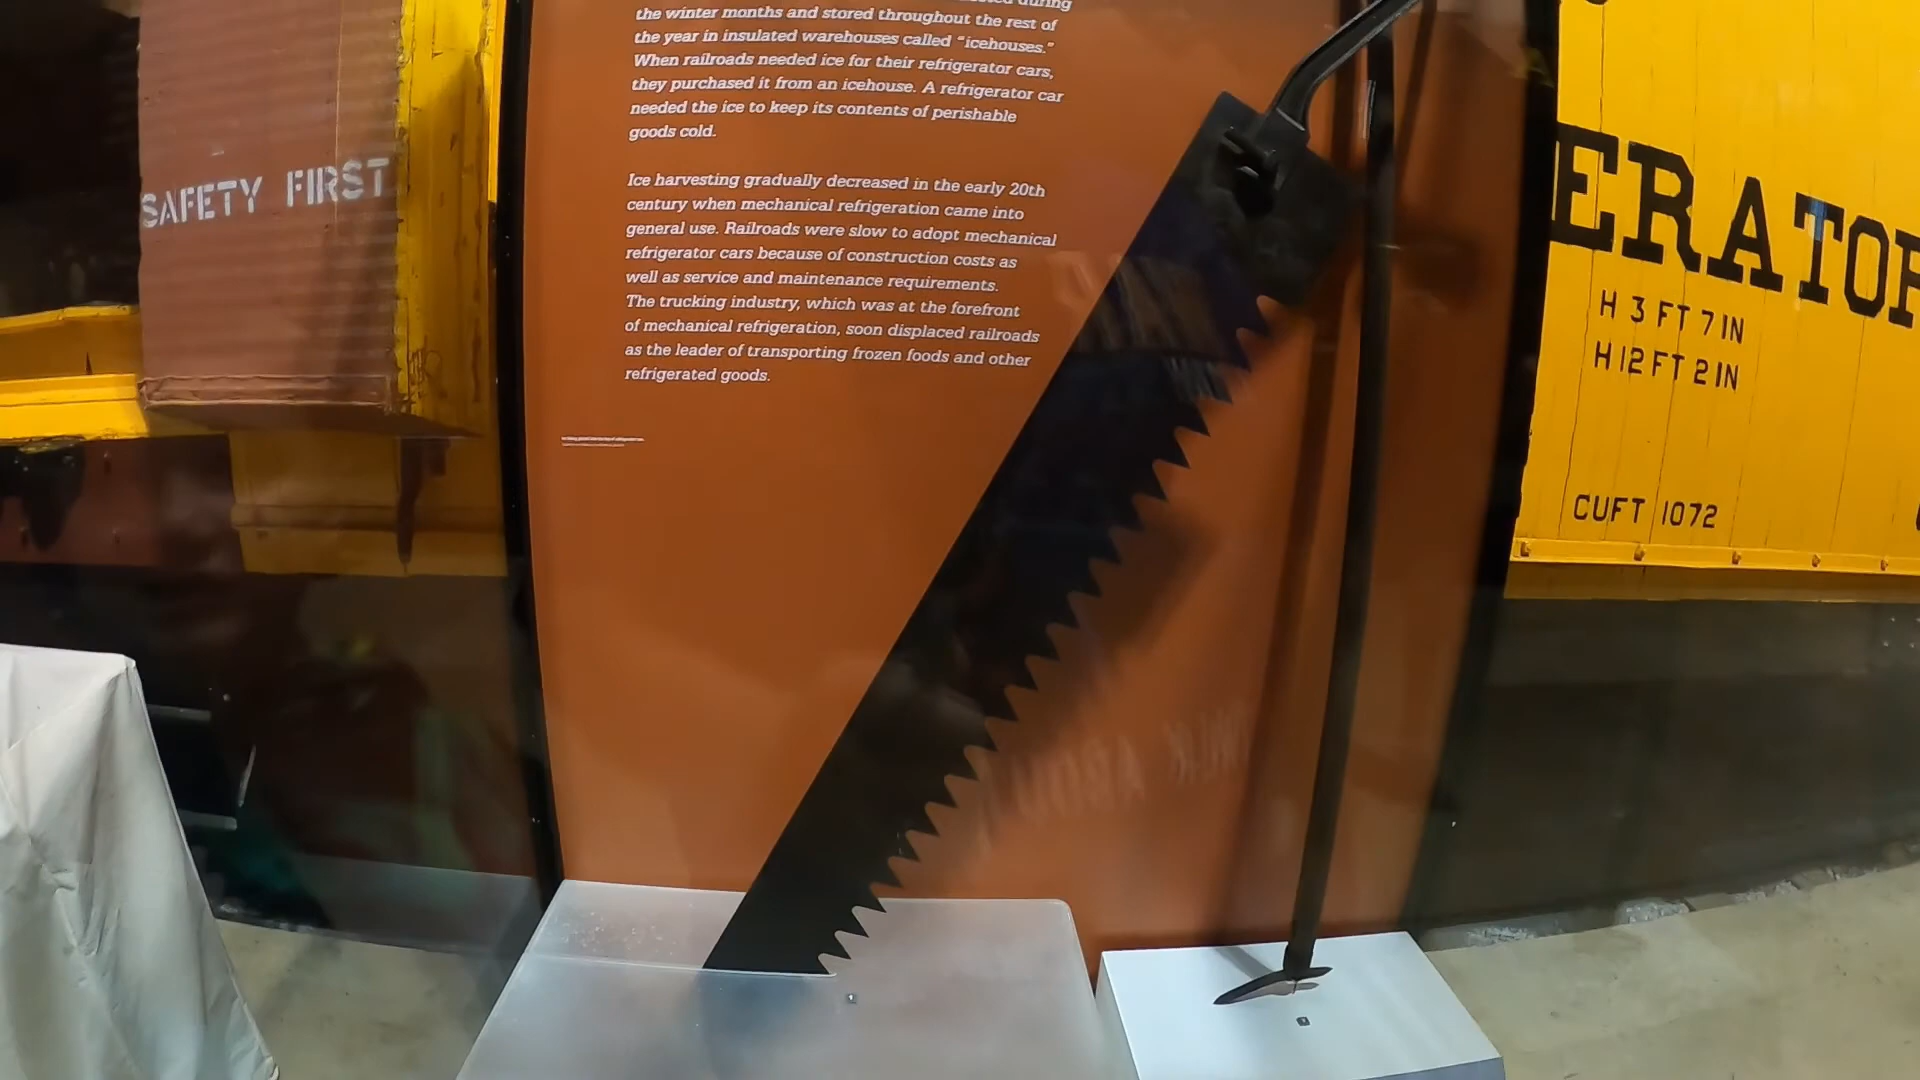 during
the winter months and stored throughout the rest of
the year in insulated warehouses called “icehouses.”
When railroads needed ice for their refrigerator cars,
they purchased it from an icehouse. A refrigerator car
needed the ice to keep its contents of perishable
goods cold.
Ice harvesting gradually decreased in the early 20th
century when mechanical refrigeration came into
general use. Railroads were slow to adopt mechanical
refrigerator cars because of construction costs as
well as service and maintenance requirements.
The trucking industry, which was at the forefront
of mechanical refrigeration, soon displaced railroads
as the leader of transporting frozen foods and other
refrigerated goods.
SAFETY FIRST
ERATOR
H 3 FT 7 IN
H 12 FT 2 IN
CUFT 1072